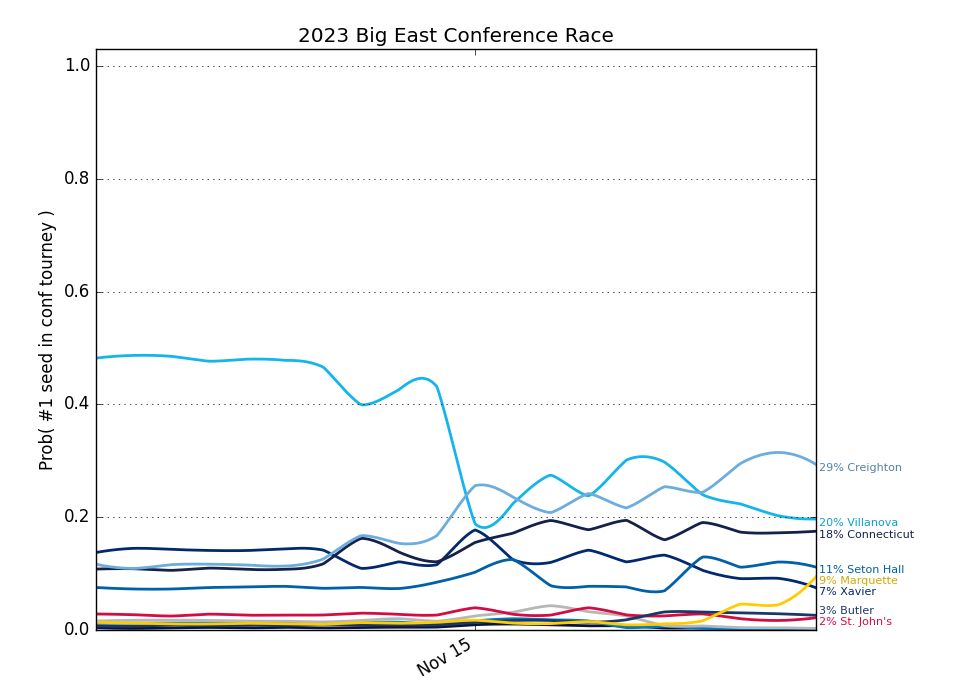 2023 Big East Conference Race
Prob( #1 seed in conf tourney )
1.0
0.8
0.6
0.4
0.2
0.0
Nov 15
29% Creighton
20% Villanova
18% Connecticut
11% Seton Hall
9% Marquette
7% Xavier
3% Butler
2% St. John's